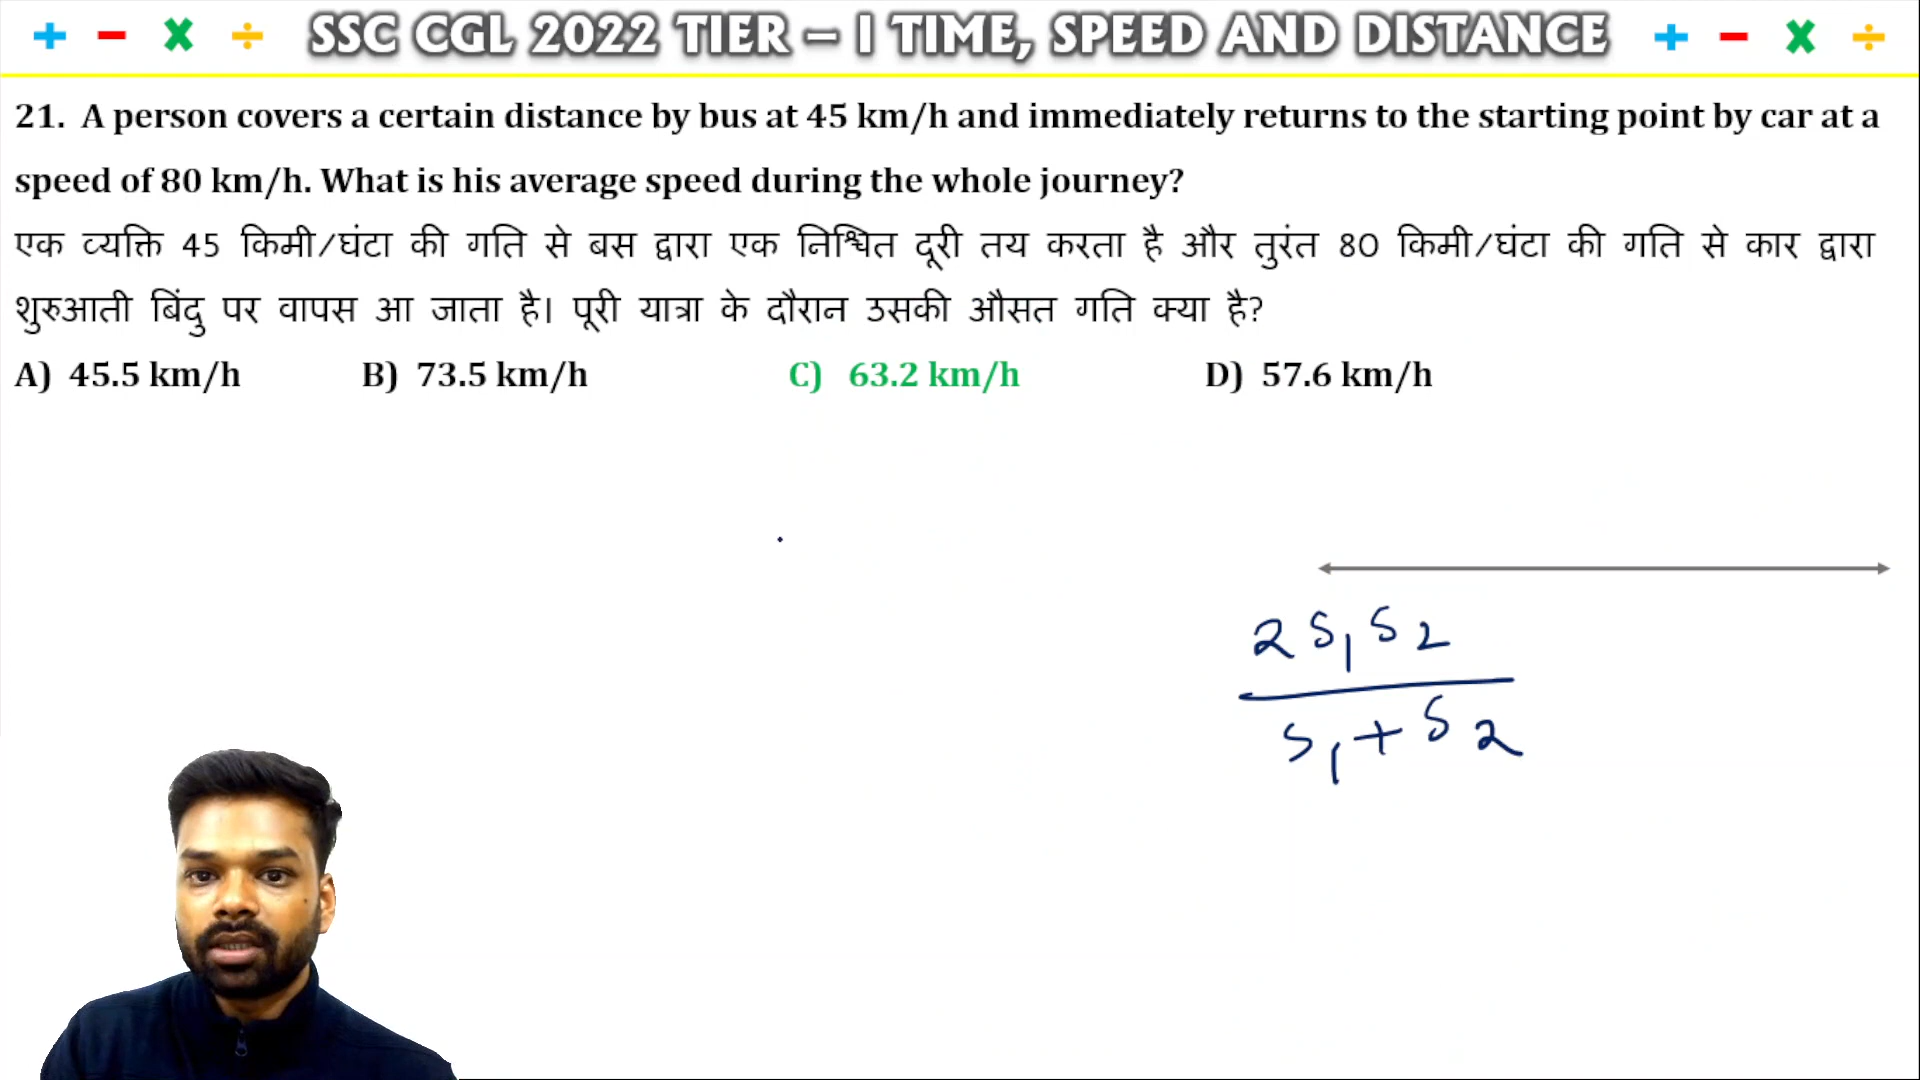 SSC CGL 2022 TIER – I TIME, SPEED AND DISTANCE
21. A person covers a certain distance by bus at 45 km/h and immediately returns to the starting point by car at a
speed of 80 km/h. What is his average speed during the whole journey?
एक व्यक्ति 45 किमी/घंटा की गति से बस द्वारा एक निश्चित दूरी तय करता है और तुरंत 80 किमी/घंटा की गति से कार द्वारा
शुरुआती बिंदु पर वापस आ जाता है। पूरी यात्रा के दौरान उसकी औसत गति क्या है?
A) 45.5 km/h B) 73.5 km/h C) 63.2 km/h D) 57.6 km/h
2 S₁ S₂
S₁ + S₂